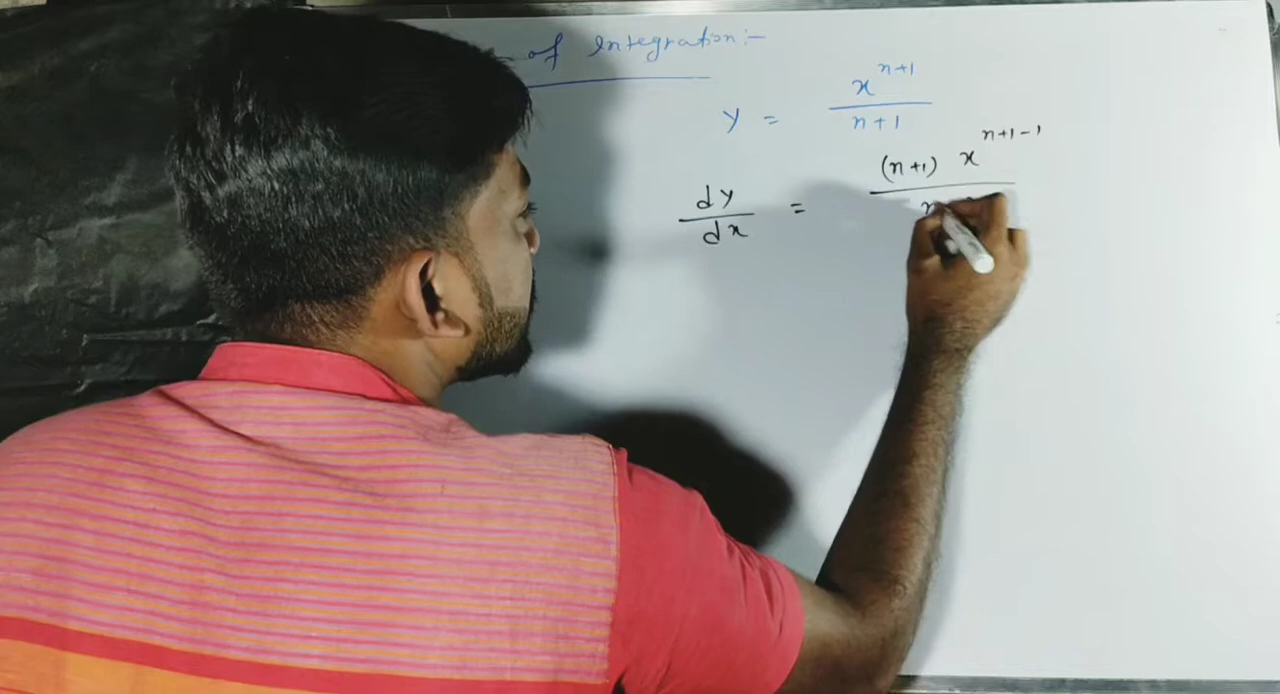 of Integration:-
y = x^{n+1} / n+1
dy/dx = (n+1) x^{n+1-1} / n